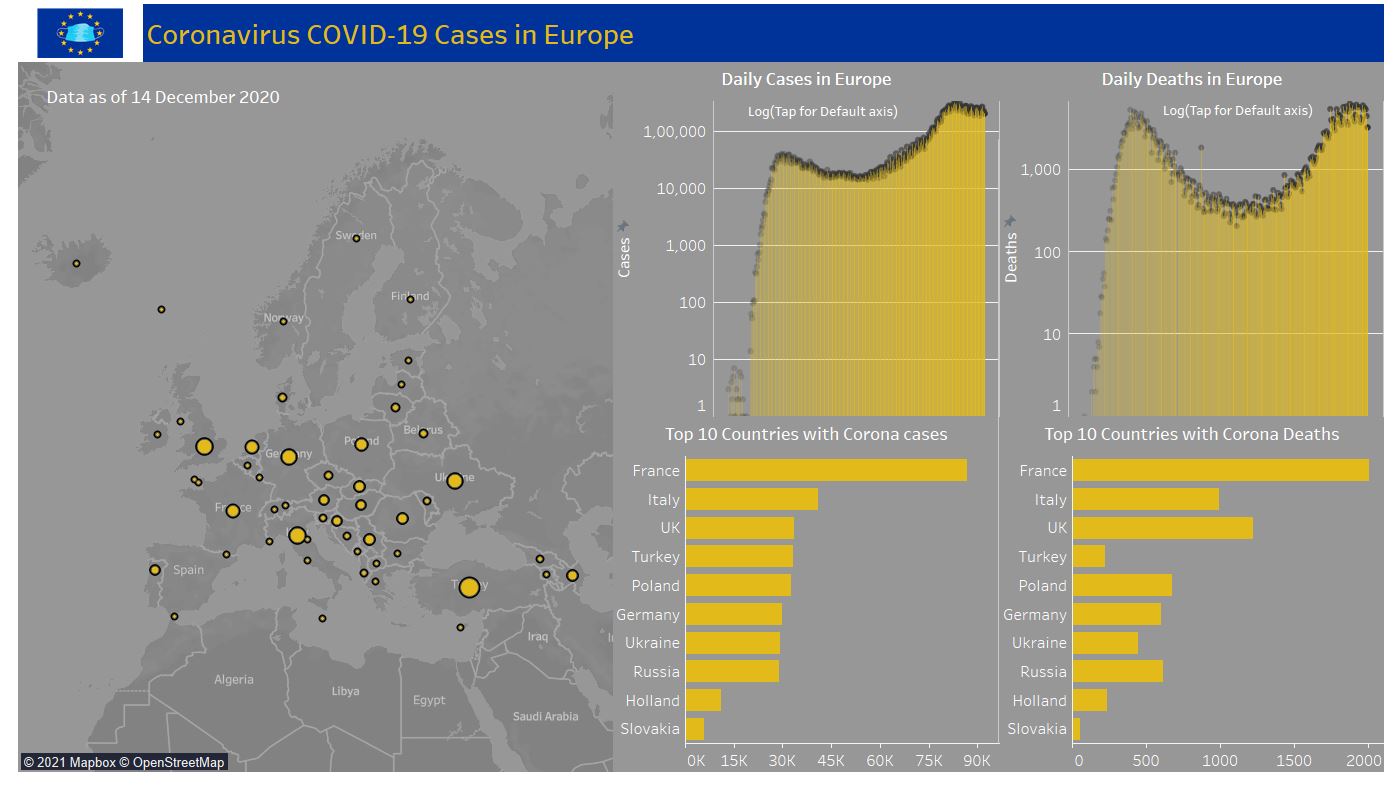 Coronavirus COVID-19 Cases in Europe
Data as of 14 December 2020
Sweden
Finland
Norway
Belarus
Poland
Germany
Ukraine
France
Spain
Turkey
Iraq
Algeria
Libya
Egypt
Saudi Arabia
© 2021 Mapbox © OpenStreetMap
Daily Cases in Europe
Log(Tap for Default axis)
Cases
1,00,000
10,000
1,000
100
10
1
Daily Deaths in Europe
Log(Tap for Default axis)
Deaths
1,000
100
10
1
Top 10 Countries with Corona cases
France
Italy
UK
Turkey
Poland
Germany
Ukraine
Russia
Holland
Slovakia
0K 15K 30K 45K 60K 75K 90K
Top 10 Countries with Corona Deaths
France
Italy
UK
Turkey
Poland
Germany
Ukraine
Russia
Holland
Slovakia
0 500 1000 1500 2000